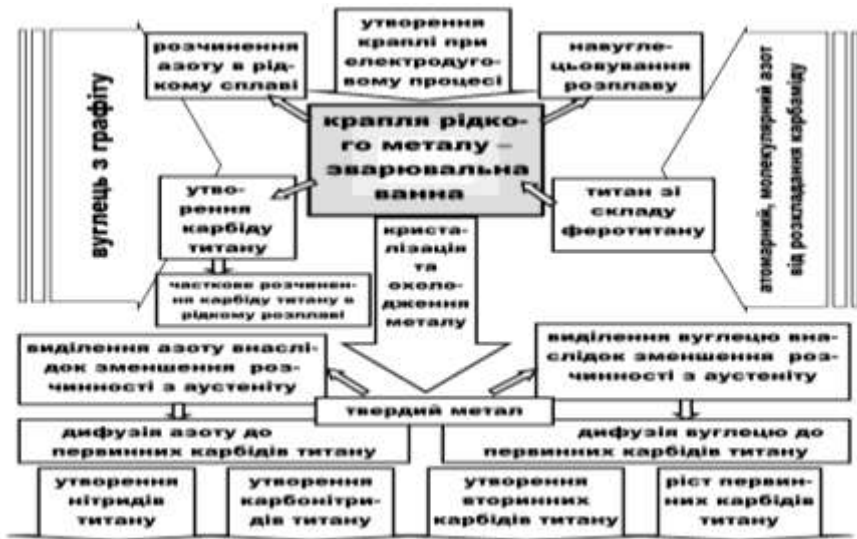 утворення
краплі при
електродуго-
вому процесі
розчинення
азоту в рід-
кому сплаві
навугле-
цьовування
розплаву
вуглець з графіту
крапля рідко-
го металу –
зварювальна
ванна
атомарний, молекулярний азот
від розкладання карбаміду
утво-
рення
карбіду
титану
титан зі
складу
феротитану
часткове розчинен-
ня карбіду титану в
рідкому розплаві
криста-
лізація
та
охоло-
дження
металу
виділення азоту внаслі-
док зменшення роз-
чинності з аустеніту
виділення вуглецю вна-
слідок зменшення роз-
чинності з аустеніту
твердий метал
дифузія азоту до
первинних карбідів титану
дифузія вуглецю до
первинних карбідів титану
утворення
нітридів
титану
утворення
карбонітри-
дів титану
утворення
вторинних
карбідів титану
ріст первин-
них карбідів
титану